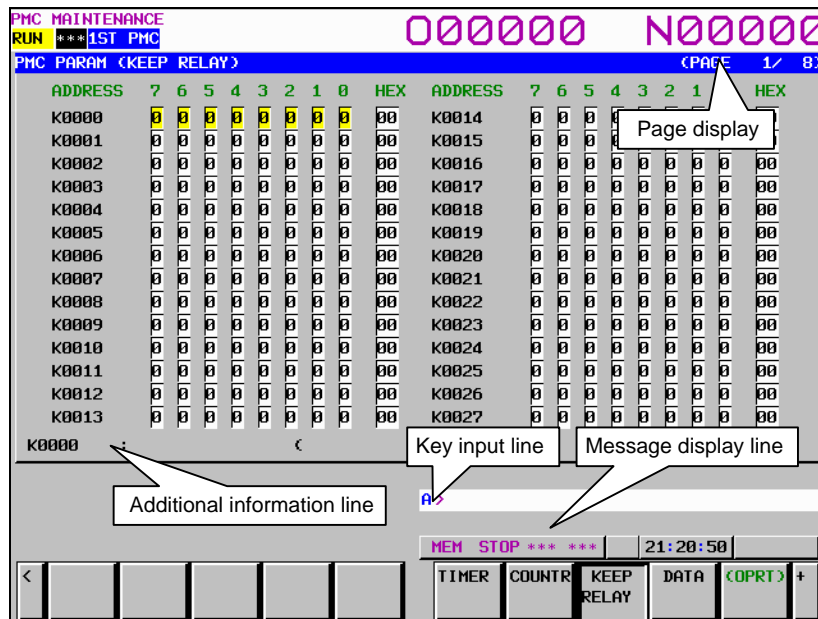 PMC MAINTENANCE
RUN ***1ST PMC
O00000 N00000
PMC PARAM (KEEP RELAY) (PAGE 1/ 8)
ADDRESS 7 6 5 4 3 2 1 0 HEX ADDRESS 7 6 5 4 3 2 1 HEX
K0000 0 0 0 0 0 0 0 0 00 K0014 0 0 0 0
Page display
K0001 0 0 0 0 0 0 0 0 00 K0015 0 0 0 0
K0002 0 0 0 0 0 0 0 0 00 K0016 0 0 0 0 0 0 0 0 00
K0003 0 0 0 0 0 0 0 0 00 K0017 0 0 0 0 0 0 0 0 00
K0004 0 0 0 0 0 0 0 0 00 K0018 0 0 0 0 0 0 0 0 00
K0005 0 0 0 0 0 0 0 0 00 K0019 0 0 0 0 0 0 0 0 00
K0006 0 0 0 0 0 0 0 0 00 K0020 0 0 0 0 0 0 0 0 00
K0007 0 0 0 0 0 0 0 0 00 K0021 0 0 0 0 0 0 0 0 00
K0008 0 0 0 0 0 0 0 0 00 K0022 0 0 0 0 0 0 0 0 00
K0009 0 0 0 0 0 0 0 0 00 K0023 0 0 0 0 0 0 0 0 00
K0010 0 0 0 0 0 0 0 0 00 K0024 0 0 0 0 0 0 0 0 00
K0011 0 0 0 0 0 0 0 0 00 K0025 0 0 0 0 0 0 0 0 00
K0012 0 0 0 0 0 0 0 0 00 K0026 0 0 0 0 0 0 0 0 00
K0013 0 0 0 0 0 0 0 0 00 K0027 0 0 0 0 0 0 0 0 00
K0000 : (
Key input line
Message display line
Additional information line
A>
MEM STOP *** *** 21:20:50
< TIMER COUNTR KEEP RELAY DATA (OPRT) +